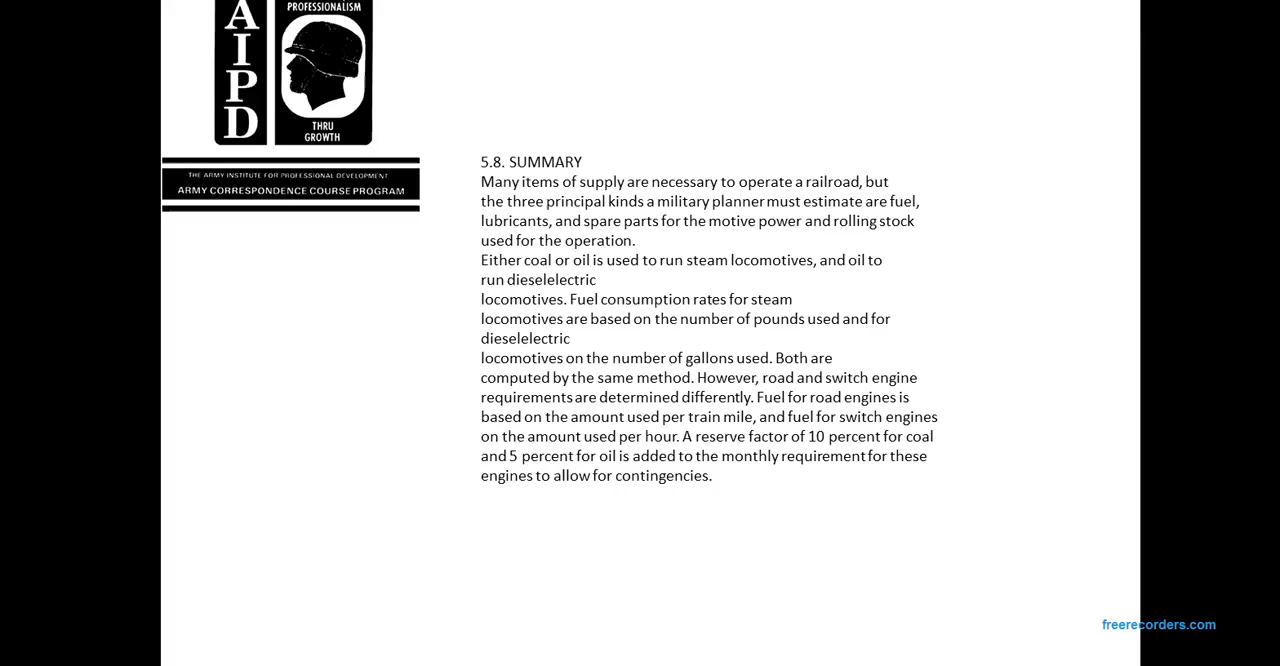 A
I
P
D
PROFESSIONALISM
THRU
GROWTH
THE ARMY INSTITUTE FOR PROFESSIONAL DEVELOPMENT
ARMY CORRESPONDENCE COURSE PROGRAM
5.8. SUMMARY
Many items of supply are necessary to operate a railroad, but
the three principal kinds a military planner must estimate are fuel,
lubricants, and spare parts for the motive power and rolling stock
used for the operation.
Either coal or oil is used to run steam locomotives, and oil to
run dieselelectric
locomotives. Fuel consumption rates for steam
locomotives are based on the number of pounds used and for
dieselelectric
locomotives on the number of gallons used. Both are
computed by the same method. However, road and switch engine
requirements are determined differently. Fuel for road engines is
based on the amount used per train mile, and fuel for switch engines
on the amount used per hour. A reserve factor of 10 percent for coal
and 5 percent for oil is added to the monthly requirement for these
engines to allow for contingencies.
freerecorders.com